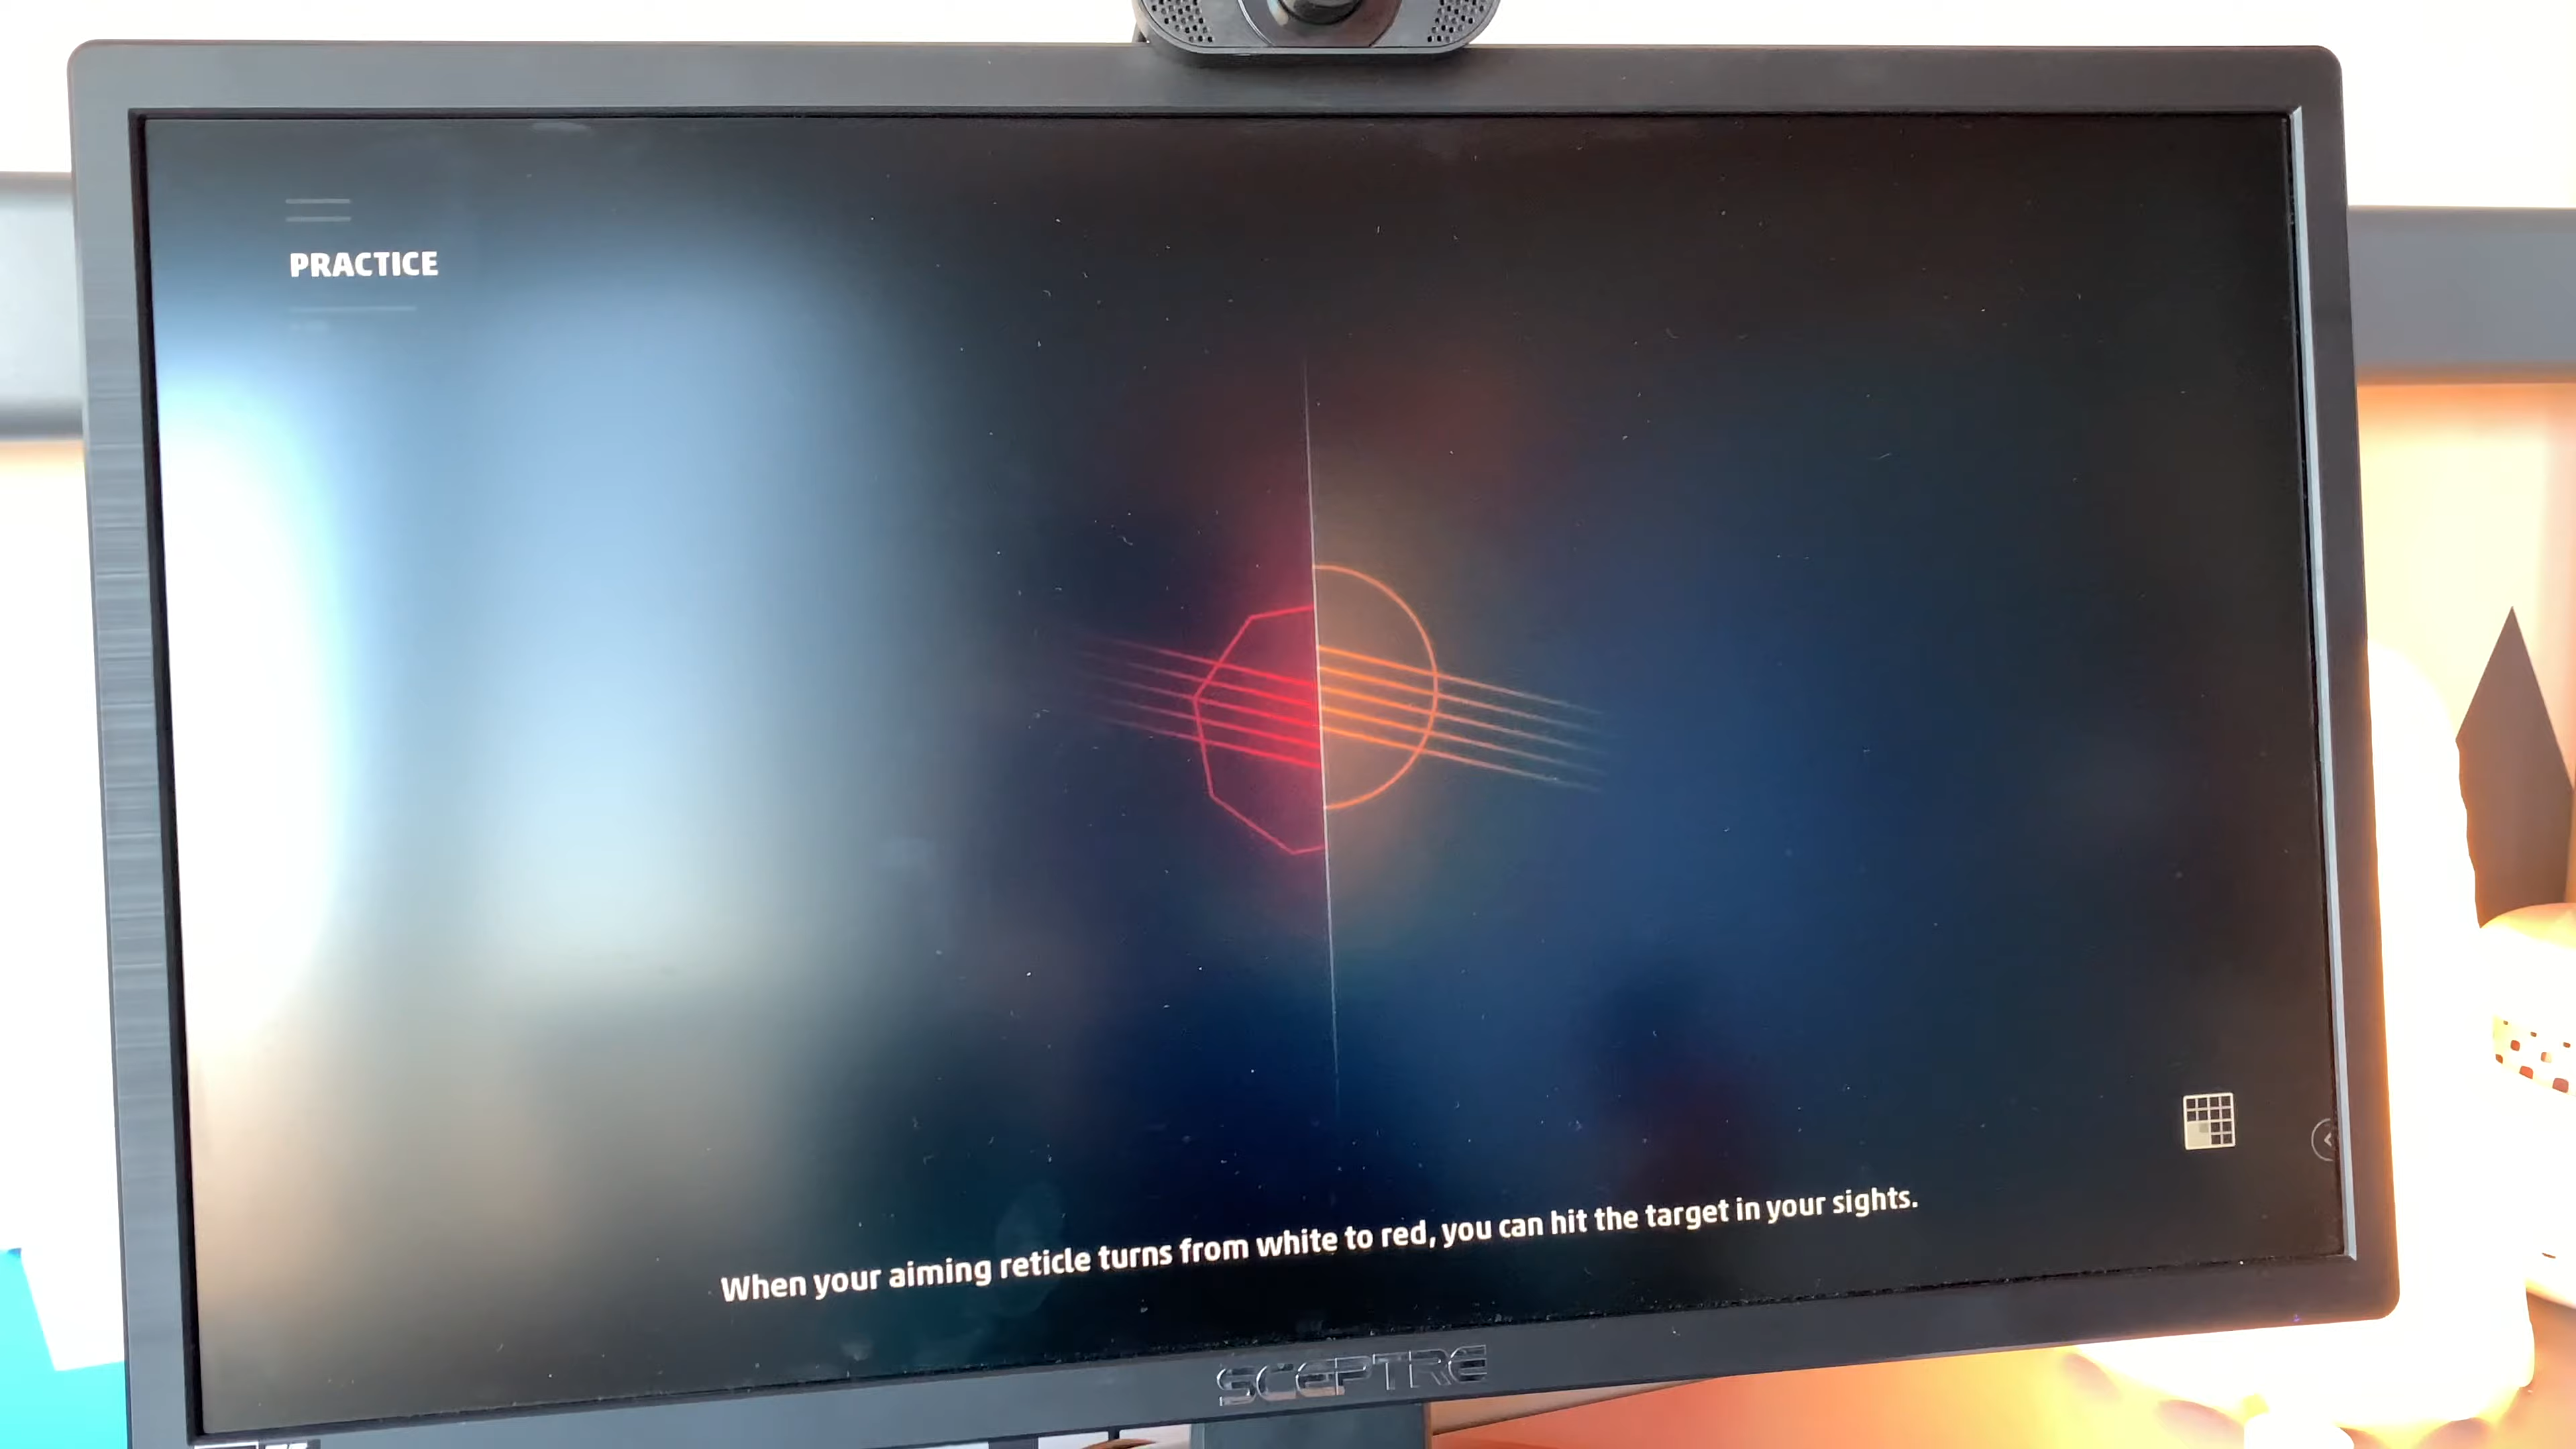 PRACTICE
When your aiming reticle turns from white to red, you can hit the target in your sights.
SCEPTRE